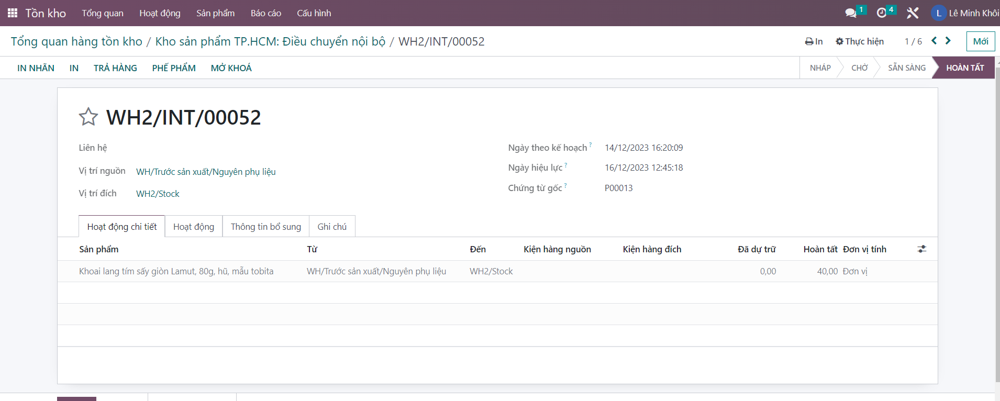 Tồn kho Tổng quan Hoạt động Sản phẩm Báo cáo Cấu hình 1 4 L Lê Minh Khôi
Tổng quan hàng tồn kho / Kho sản phẩm TP.HCM: Điều chuyển nội bộ / WH2/INT/00052 In Thực hiện 1 / 6 Mới
IN NHÃN IN TRẢ HÀNG PHẾ PHẨM MỞ KHOÁ NHÁP CHỜ SẴN SÀNG HOÀN TẤT
WH2/INT/00052
Liên hệ Ngày theo kế hoạch ? 14/12/2023 16:20:09
Vị trí nguồn WH/Trước sản xuất/Nguyên phụ liệu Ngày hiệu lực ? 16/12/2023 12:45:18
Vị trí đích WH2/Stock Chứng từ gốc ? P00013
Hoạt động chi tiết Hoạt động Thông tin bổ sung Ghi chú
Sản phẩm Từ Đến Kiện hàng nguồn Kiện hàng đích Đã dự trữ Hoàn tất Đơn vị tính
Khoai lang tím sấy giòn Lamut, 80g, hũ, mẫu tobita WH/Trước sản xuất/Nguyên phụ liệu WH2/Stock 0,00 40,00 Đơn vị